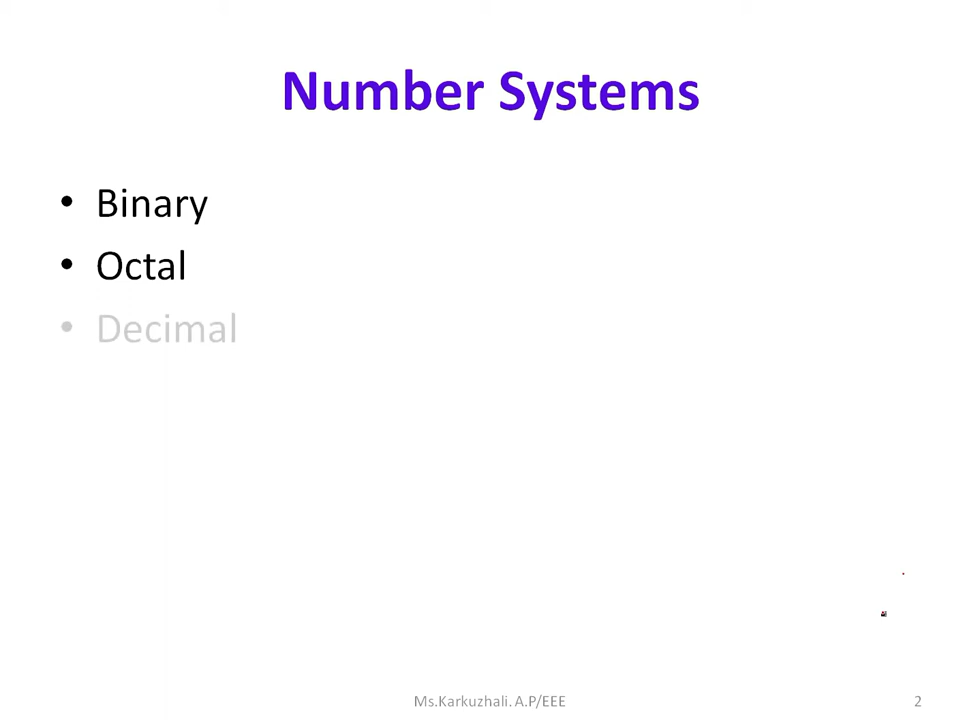 Number Systems
• Binary
• Octal
• Decimal
Ms.Karkuzhali. A.P/EEE
2